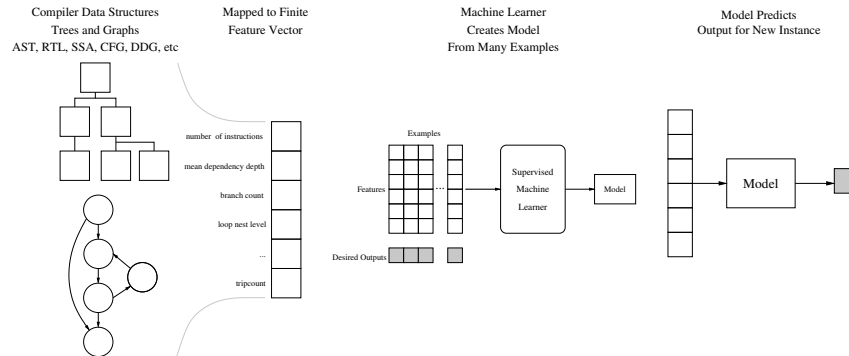 Compiler Data Structures
Trees and Graphs
AST, RTL, SSA, CFG, DDG, etc
Mapped to Finite
Feature Vector
number of instructions
mean dependency depth
branch count
loop nest level
...
tripcount
Machine Learner
Creates Model
From Many Examples
Examples
Features
...
Desired Outputs
Supervised
Machine
Learner
Model
Model Predicts
Output for New Instance
Model